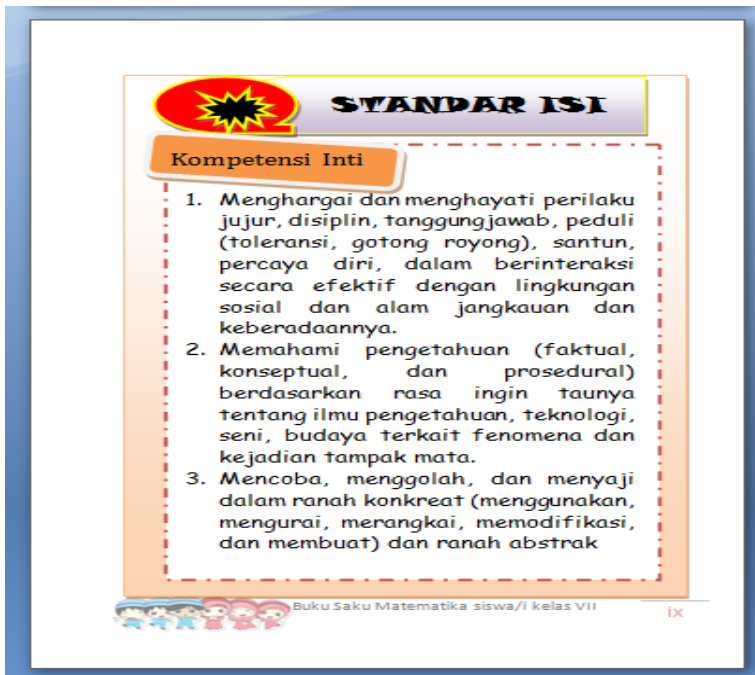 STANDAR ISI
Kompetensi Inti
1. Menghargai dan menghayati perilaku
jujur, disiplin, tanggungjawab, peduli
(toleransi, gotong royong), santun,
percaya diri, dalam berinteraksi
secara efektif dengan lingkungan
sosial dan alam jangkauan dan
keberadaannya.
2. Memahami pengetahuan (faktual,
konseptual, dan prosedural)
berdasarkan rasa ingin taunya
tentang ilmu pengetahuan, teknologi,
seni, budaya terkait fenomena dan
kejadian tampak mata.
3. Mencoba, menggolah, dan menyaji
dalam ranah konkreat (menggunakan,
mengurai, merangkai, memodifikasi,
dan membuat) dan ranah abstrak
Buku Saku Matematika siswa/i kelas VII
ix